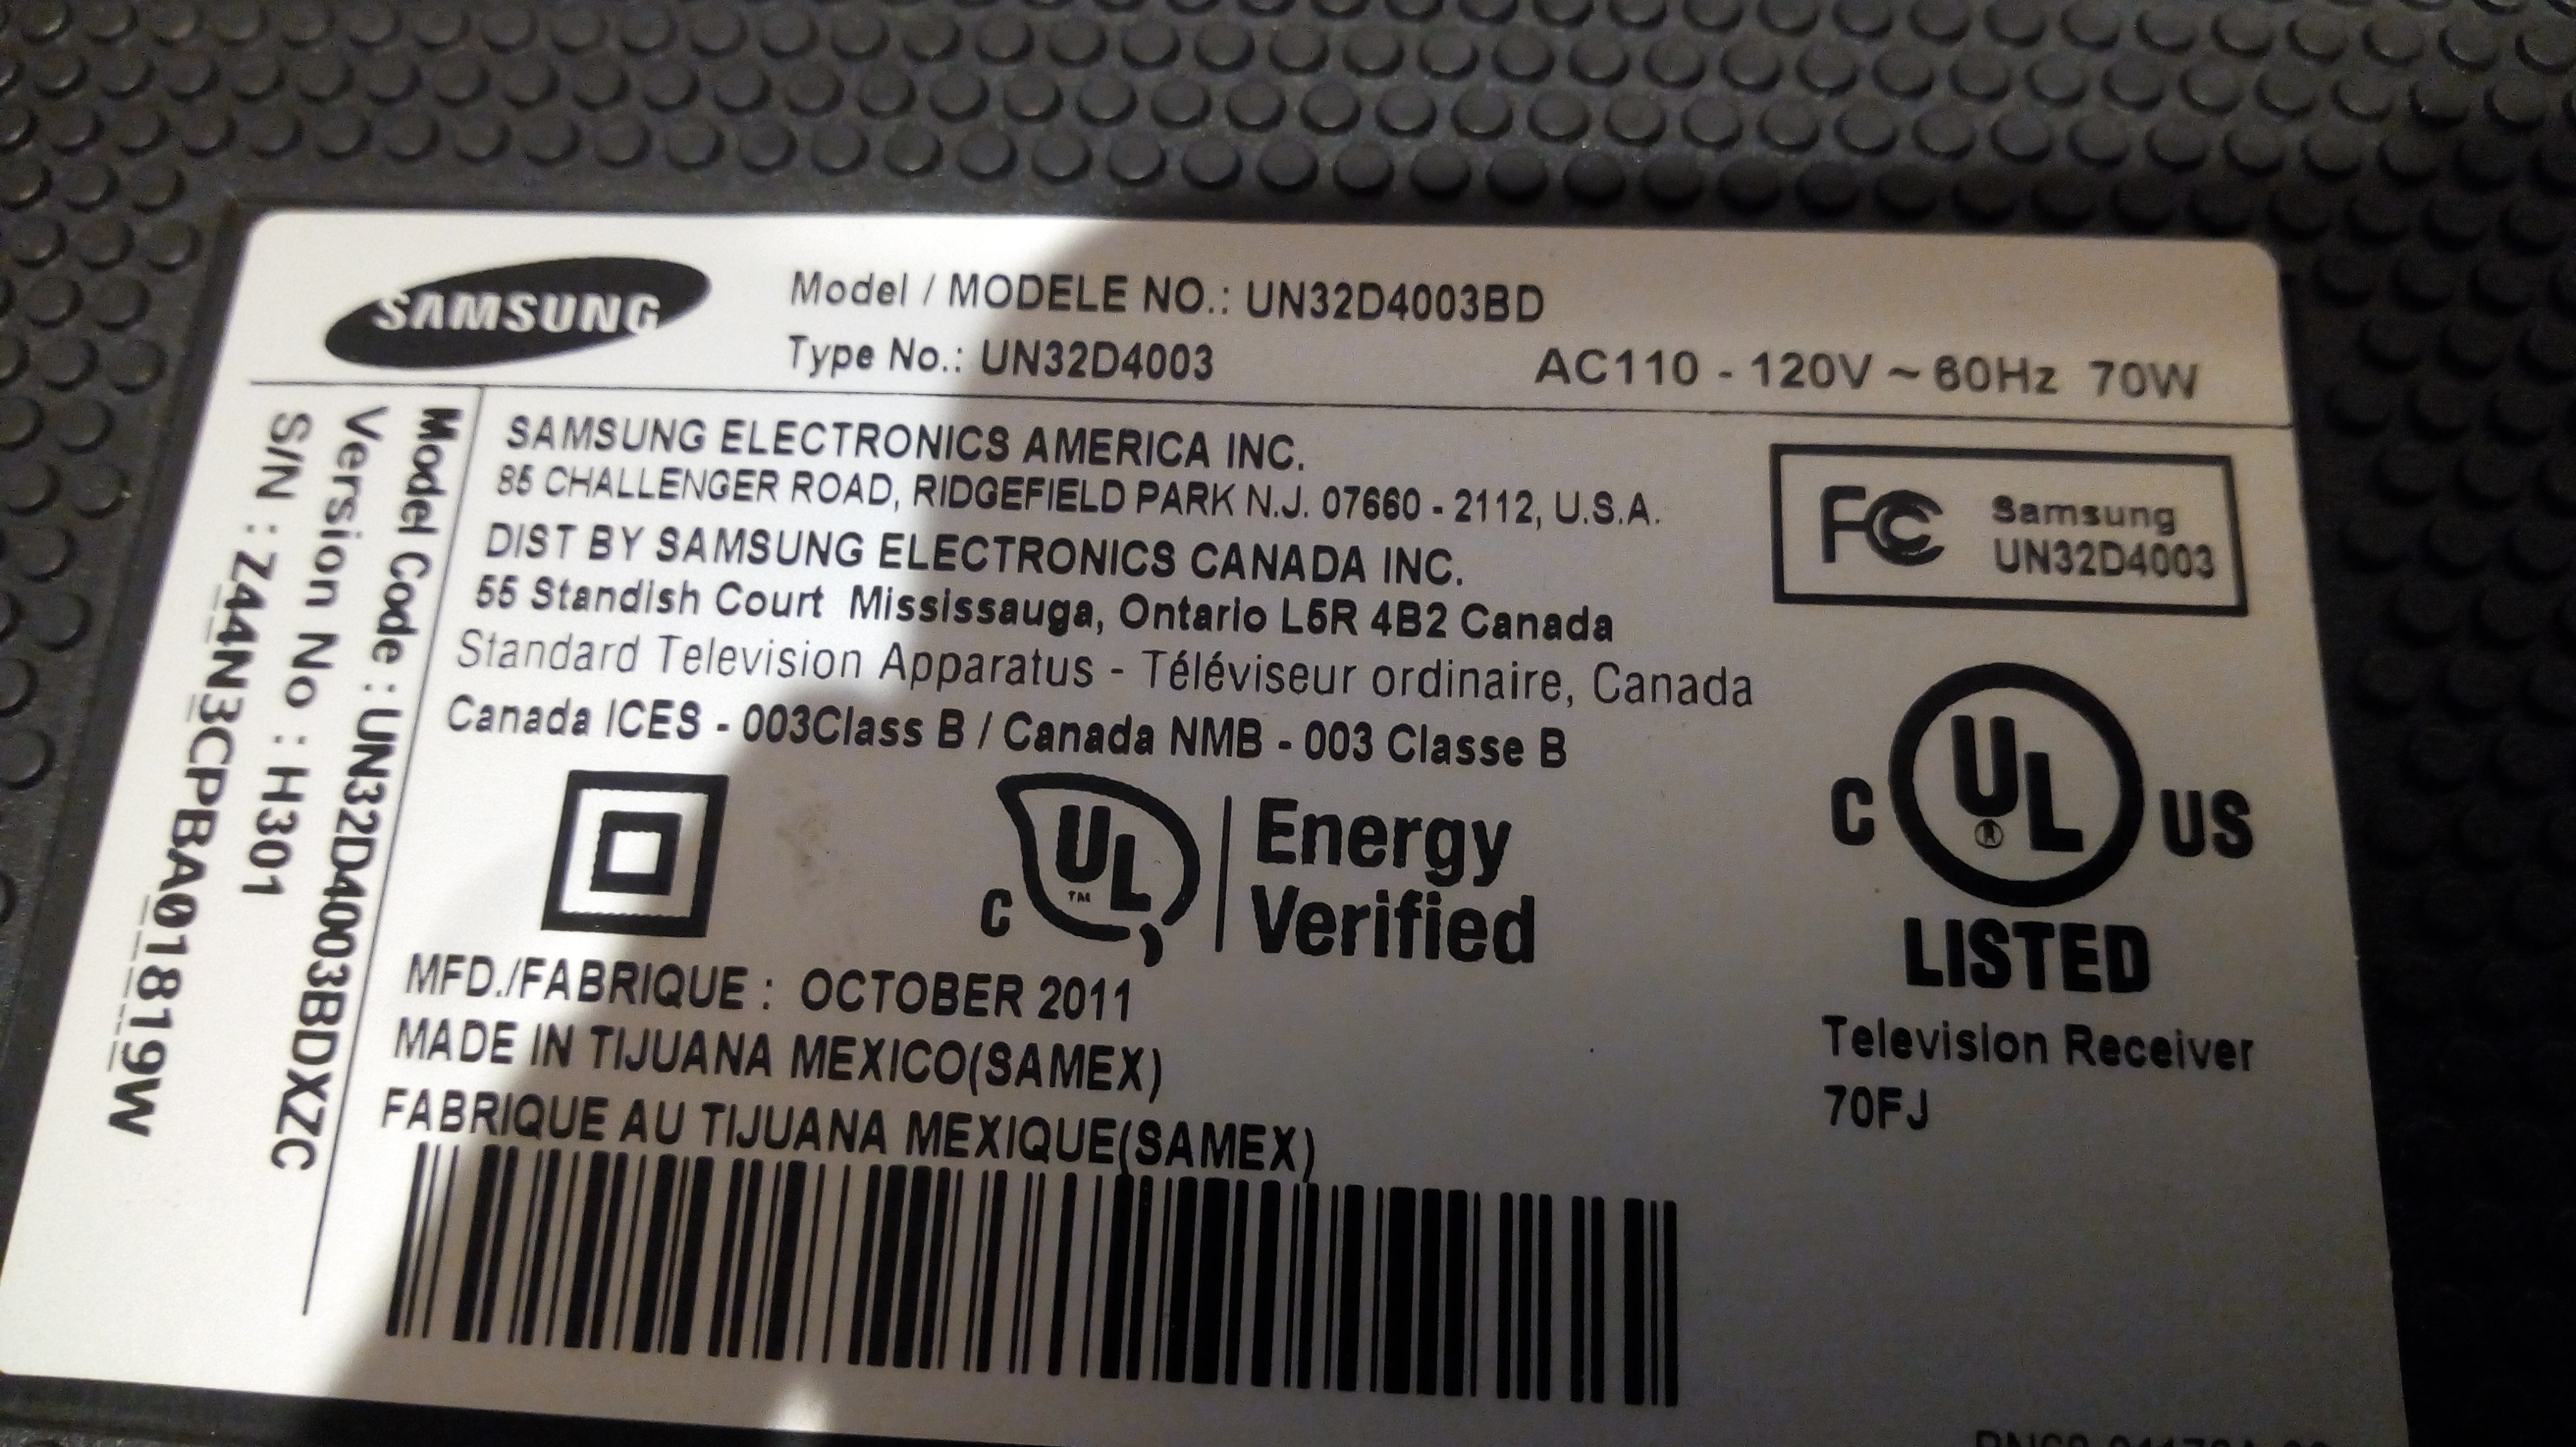 SAMSUNG
Model / MODELE NO.: UN32D4003BD
Type No.: UN32D4003
AC110 - 120V ~ 60Hz 70W
Model Code : UN32D4003BDXZC
Version No : H301
S/N : Z44N3CPBA01819W
SAMSUNG ELECTRONICS AMERICA INC.
85 CHALLENGER ROAD, RIDGEFIELD PARK N.J. 07660 - 2112, U.S.A.
DIST BY SAMSUNG ELECTRONICS CANADA INC.
55 Standish Court Mississauga, Ontario L5R 4B2 Canada
Standard Television Apparatus - Téléviseur ordinaire, Canada
Canada ICES - 003Class B / Canada NMB - 003 Classe B
FC Samsung
UN32D4003
C UL ™ Energy
Verified
C UL ® US
LISTED
Television Receiver
70FJ
MFD./FABRIQUE : OCTOBER 2011
MADE IN TIJUANA MEXICO(SAMEX)
FABRIQUE AU TIJUANA MEXIQUE(SAMEX)